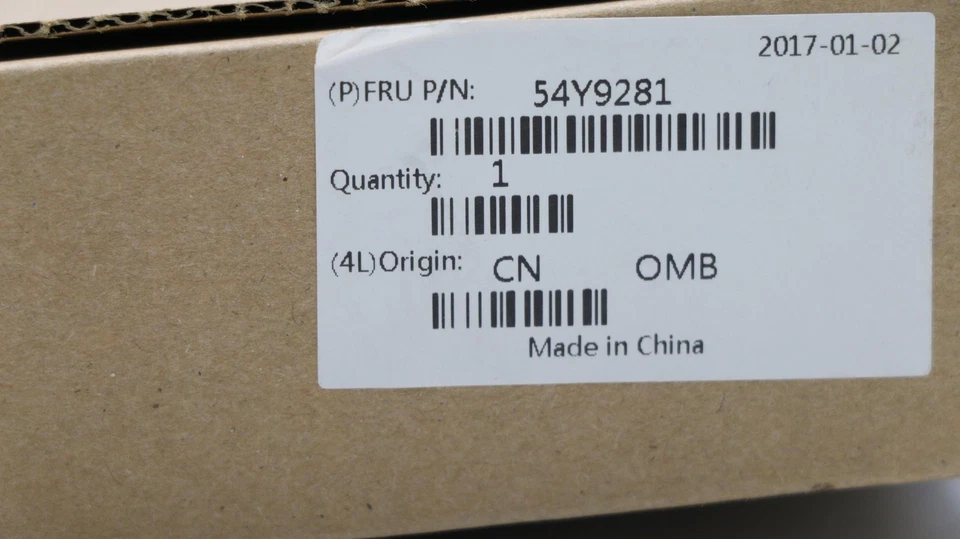 2017-01-02
(P)FRU P/N: 54Y9281
Quantity: 1
(4L)Origin: CN OMB
Made in China